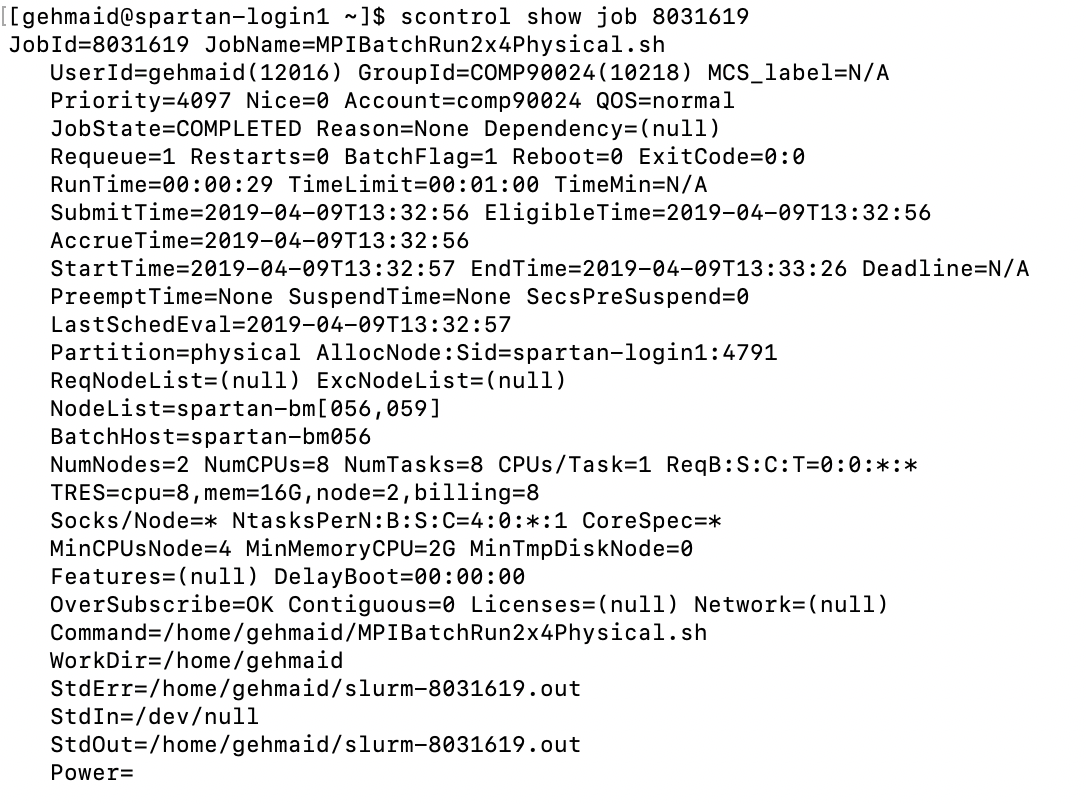 [[gehmaid@spartan-login1 ~]$ scontrol show job 8031619
JobId=8031619 JobName=MPIBatchRun2x4Physical.sh
UserId=gehmaid(12016) GroupId=COMP90024(10218) MCS_label=N/A
Priority=4097 Nice=0 Account=comp90024 QOS=normal
JobState=COMPLETED Reason=None Dependency=(null)
Requeue=1 Restarts=0 BatchFlag=1 Reboot=0 ExitCode=0:0
RunTime=00:00:29 TimeLimit=00:01:00 TimeMin=N/A
SubmitTime=2019-04-09T13:32:56 EligibleTime=2019-04-09T13:32:56
AccrueTime=2019-04-09T13:32:56
StartTime=2019-04-09T13:32:57 EndTime=2019-04-09T13:33:26 Deadline=N/A
PreemptTime=None SuspendTime=None SecsPreSuspend=0
LastSchedEval=2019-04-09T13:32:57
Partition=physical AllocNode:Sid=spartan-login1:4791
ReqNodeList=(null) ExcNodeList=(null)
NodeList=spartan-bm[056,059]
BatchHost=spartan-bm056
NumNodes=2 NumCPUs=8 NumTasks=8 CPUs/Task=1 ReqB:S:C:T=0:0:*:*
TRES=cpu=8,mem=16G,node=2,billing=8
Socks/Node=* NtasksPerN:B:S:C=4:0:*:1 CoreSpec=*
MinCPUsNode=4 MinMemoryCPU=2G MinTmpDiskNode=0
Features=(null) DelayBoot=00:00:00
OverSubscribe=OK Contiguous=0 Licenses=(null) Network=(null)
Command=/home/gehmaid/MPIBatchRun2x4Physical.sh
WorkDir=/home/gehmaid
StdErr=/home/gehmaid/slurm-8031619.out
StdIn=/dev/null
StdOut=/home/gehmaid/slurm-8031619.out
Power=